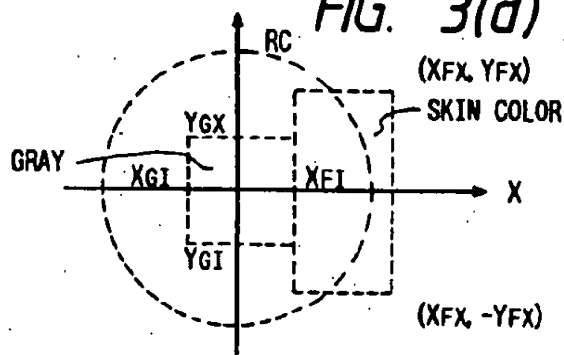 FIG. 3(d)
RC
(XFX, YFX)
SKIN COLOR
YGX
GRAY
XGI
XFI
X
YGI
(XFX, -YFX)